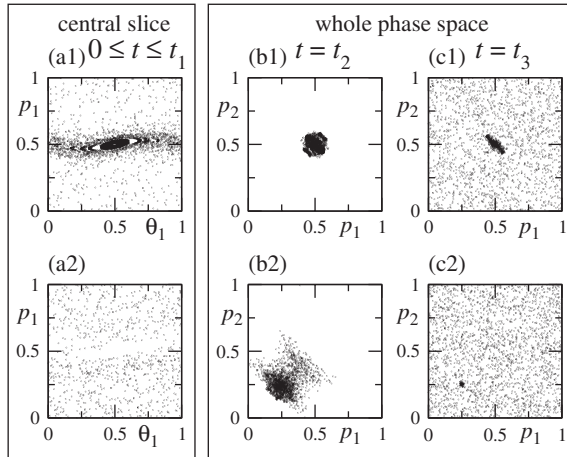 central slice
whole phase space
(a1) 0 ≤ t ≤ t₁
(b1) t = t₂
(c1) t = t₃
1
p₁
0.5
0
0
0.5
θ₁
1
1
p₂
0.5
0
0
0.5
p₁
1
1
p₂
0.5
0
0
0.5
p₁
1
(a2)
(b2)
(c2)
1
p₁
0.5
0
0
0.5
θ₁
1
1
p₂
0.5
0
0
0.5
p₁
1
1
p₂
0.5
0
0
0.5
p₁
1